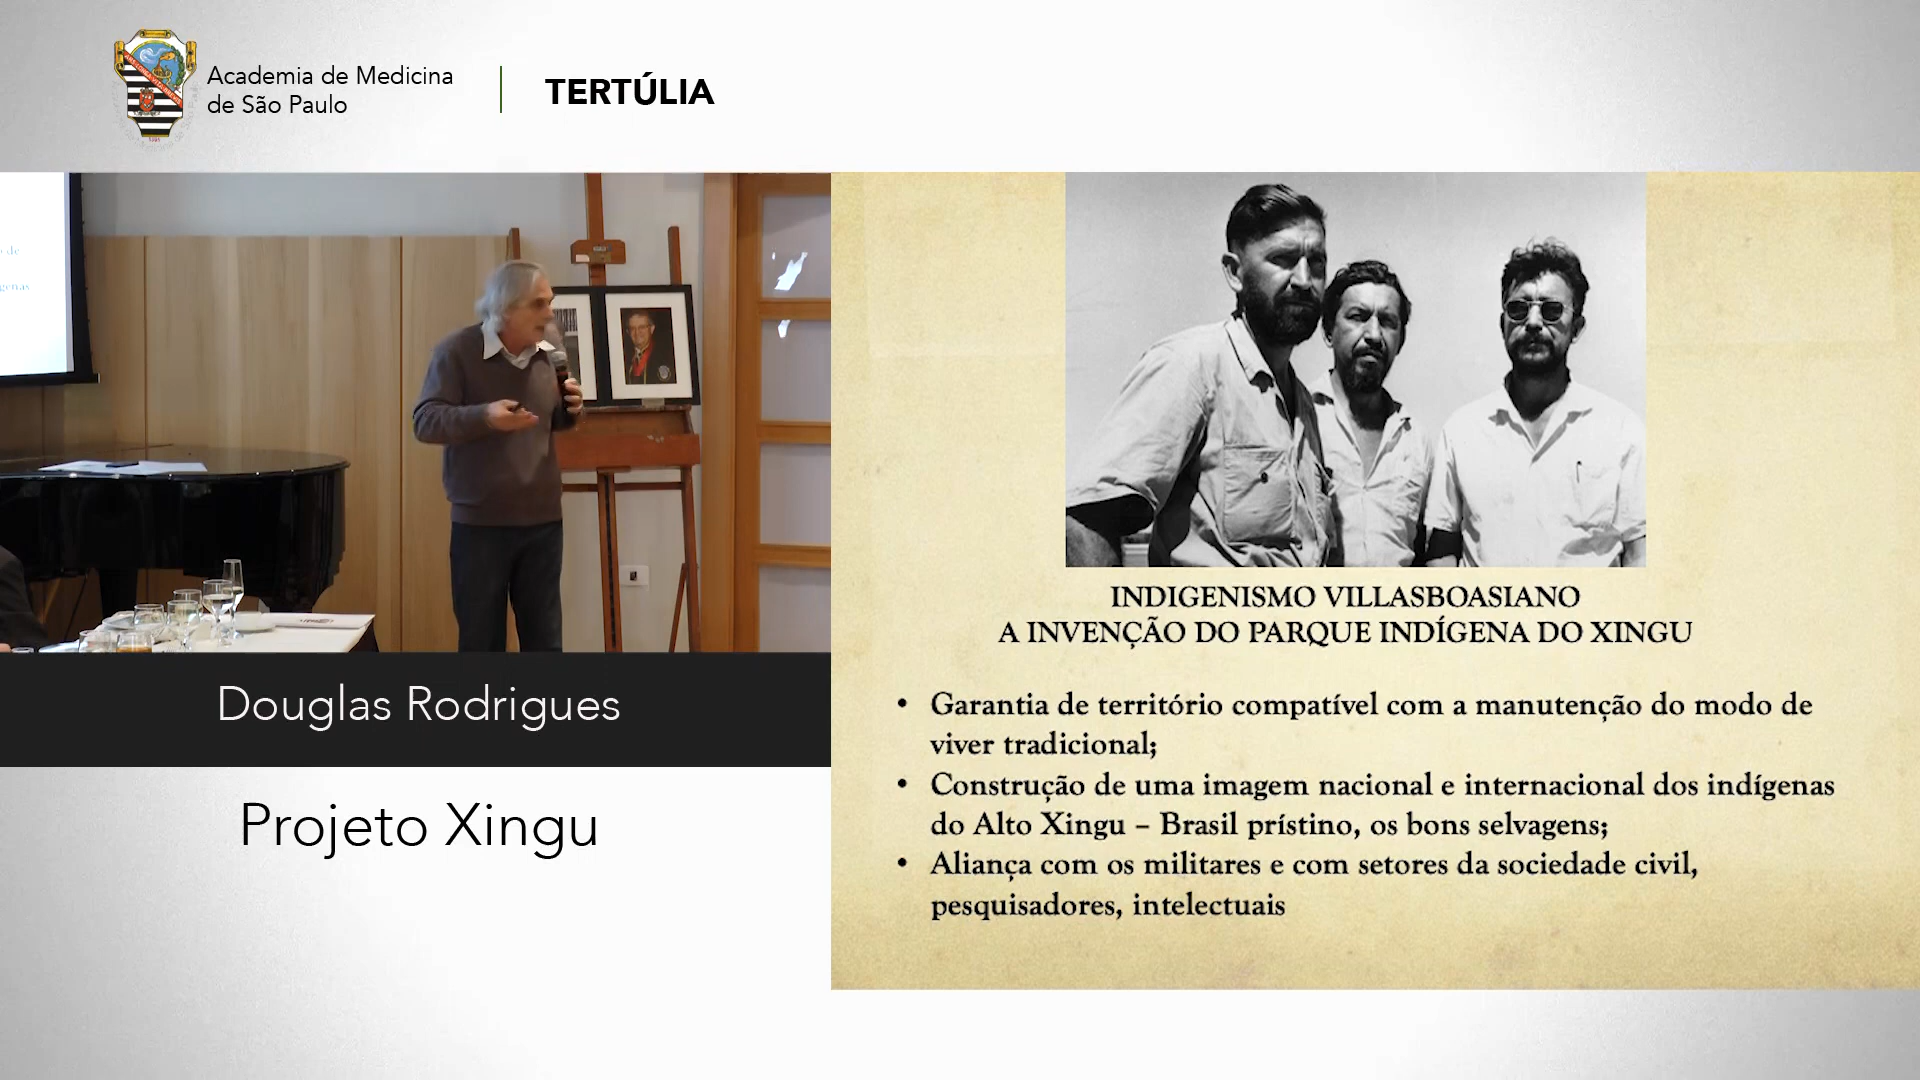 Academia de Medicina
de São Paulo
TERTÚLIA
de
genas
Douglas Rodrigues
Projeto Xingu
INDIGENISMO VILLASBOASIANO
A INVENÇÃO DO PARQUE INDÍGENA DO XINGU
• Garantia de território compatível com a manutenção do modo de
viver tradicional;
• Construção de uma imagem nacional e internacional dos indígenas
do Alto Xingu – Brasil prístino, os bons selvagens;
• Aliança com os militares e com setores da sociedade civil,
pesquisadores, intelectuais